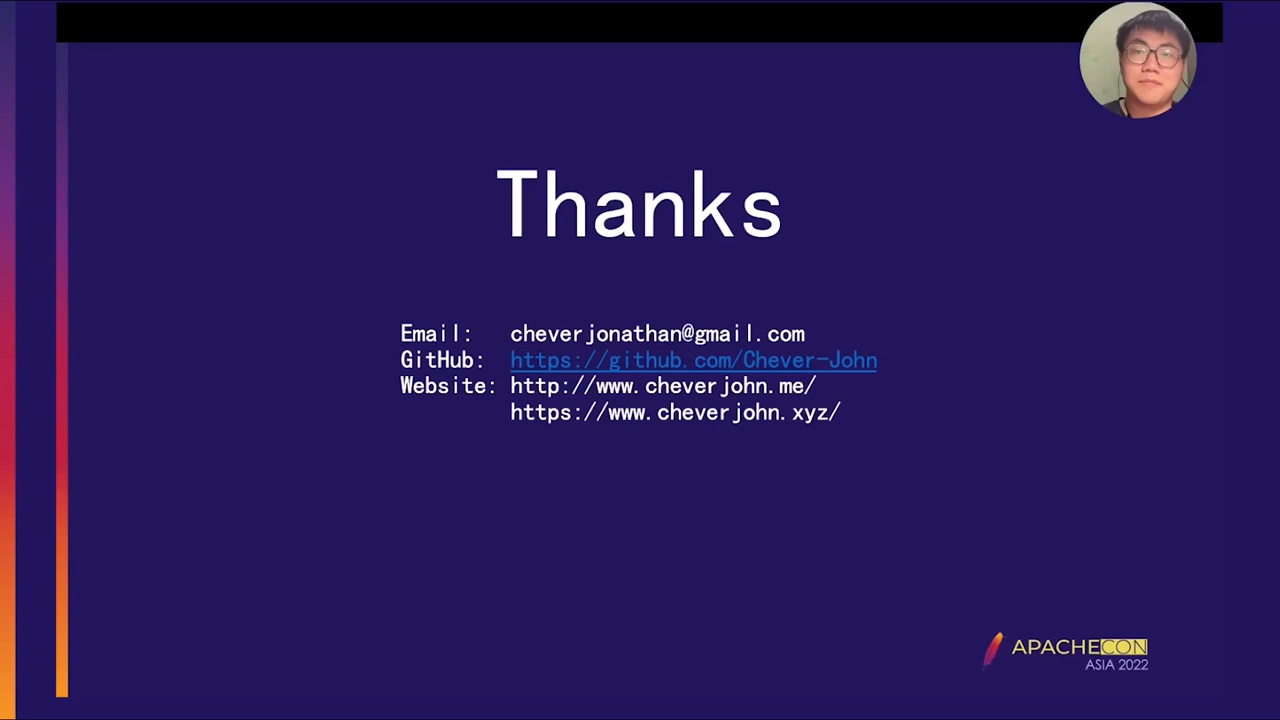 Thanks
Email: cheverjonathan@gmail.com
GitHub: https://github.com/Chever-John
Website: http://www.cheverjohn.me/
https://www.cheverjohn.xyz/
APACHECON
ASIA 2022